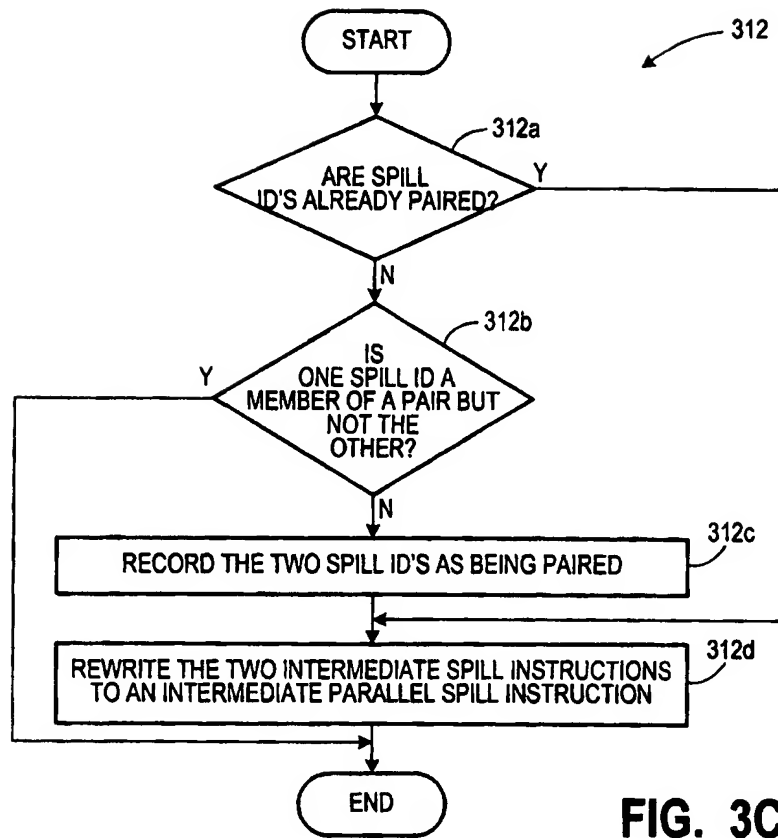 START
312
312a
ARE SPILL
ID'S ALREADY PAIRED?
Y
N
312b
Y
IS
ONE SPILL ID A
MEMBER OF A PAIR BUT
NOT THE
OTHER?
N
312c
RECORD THE TWO SPILL ID'S AS BEING PAIRED
312d
REWRITE THE TWO INTERMEDIATE SPILL INSTRUCTIONS
TO AN INTERMEDIATE PARALLEL SPILL INSTRUCTION
END
FIG. 3C